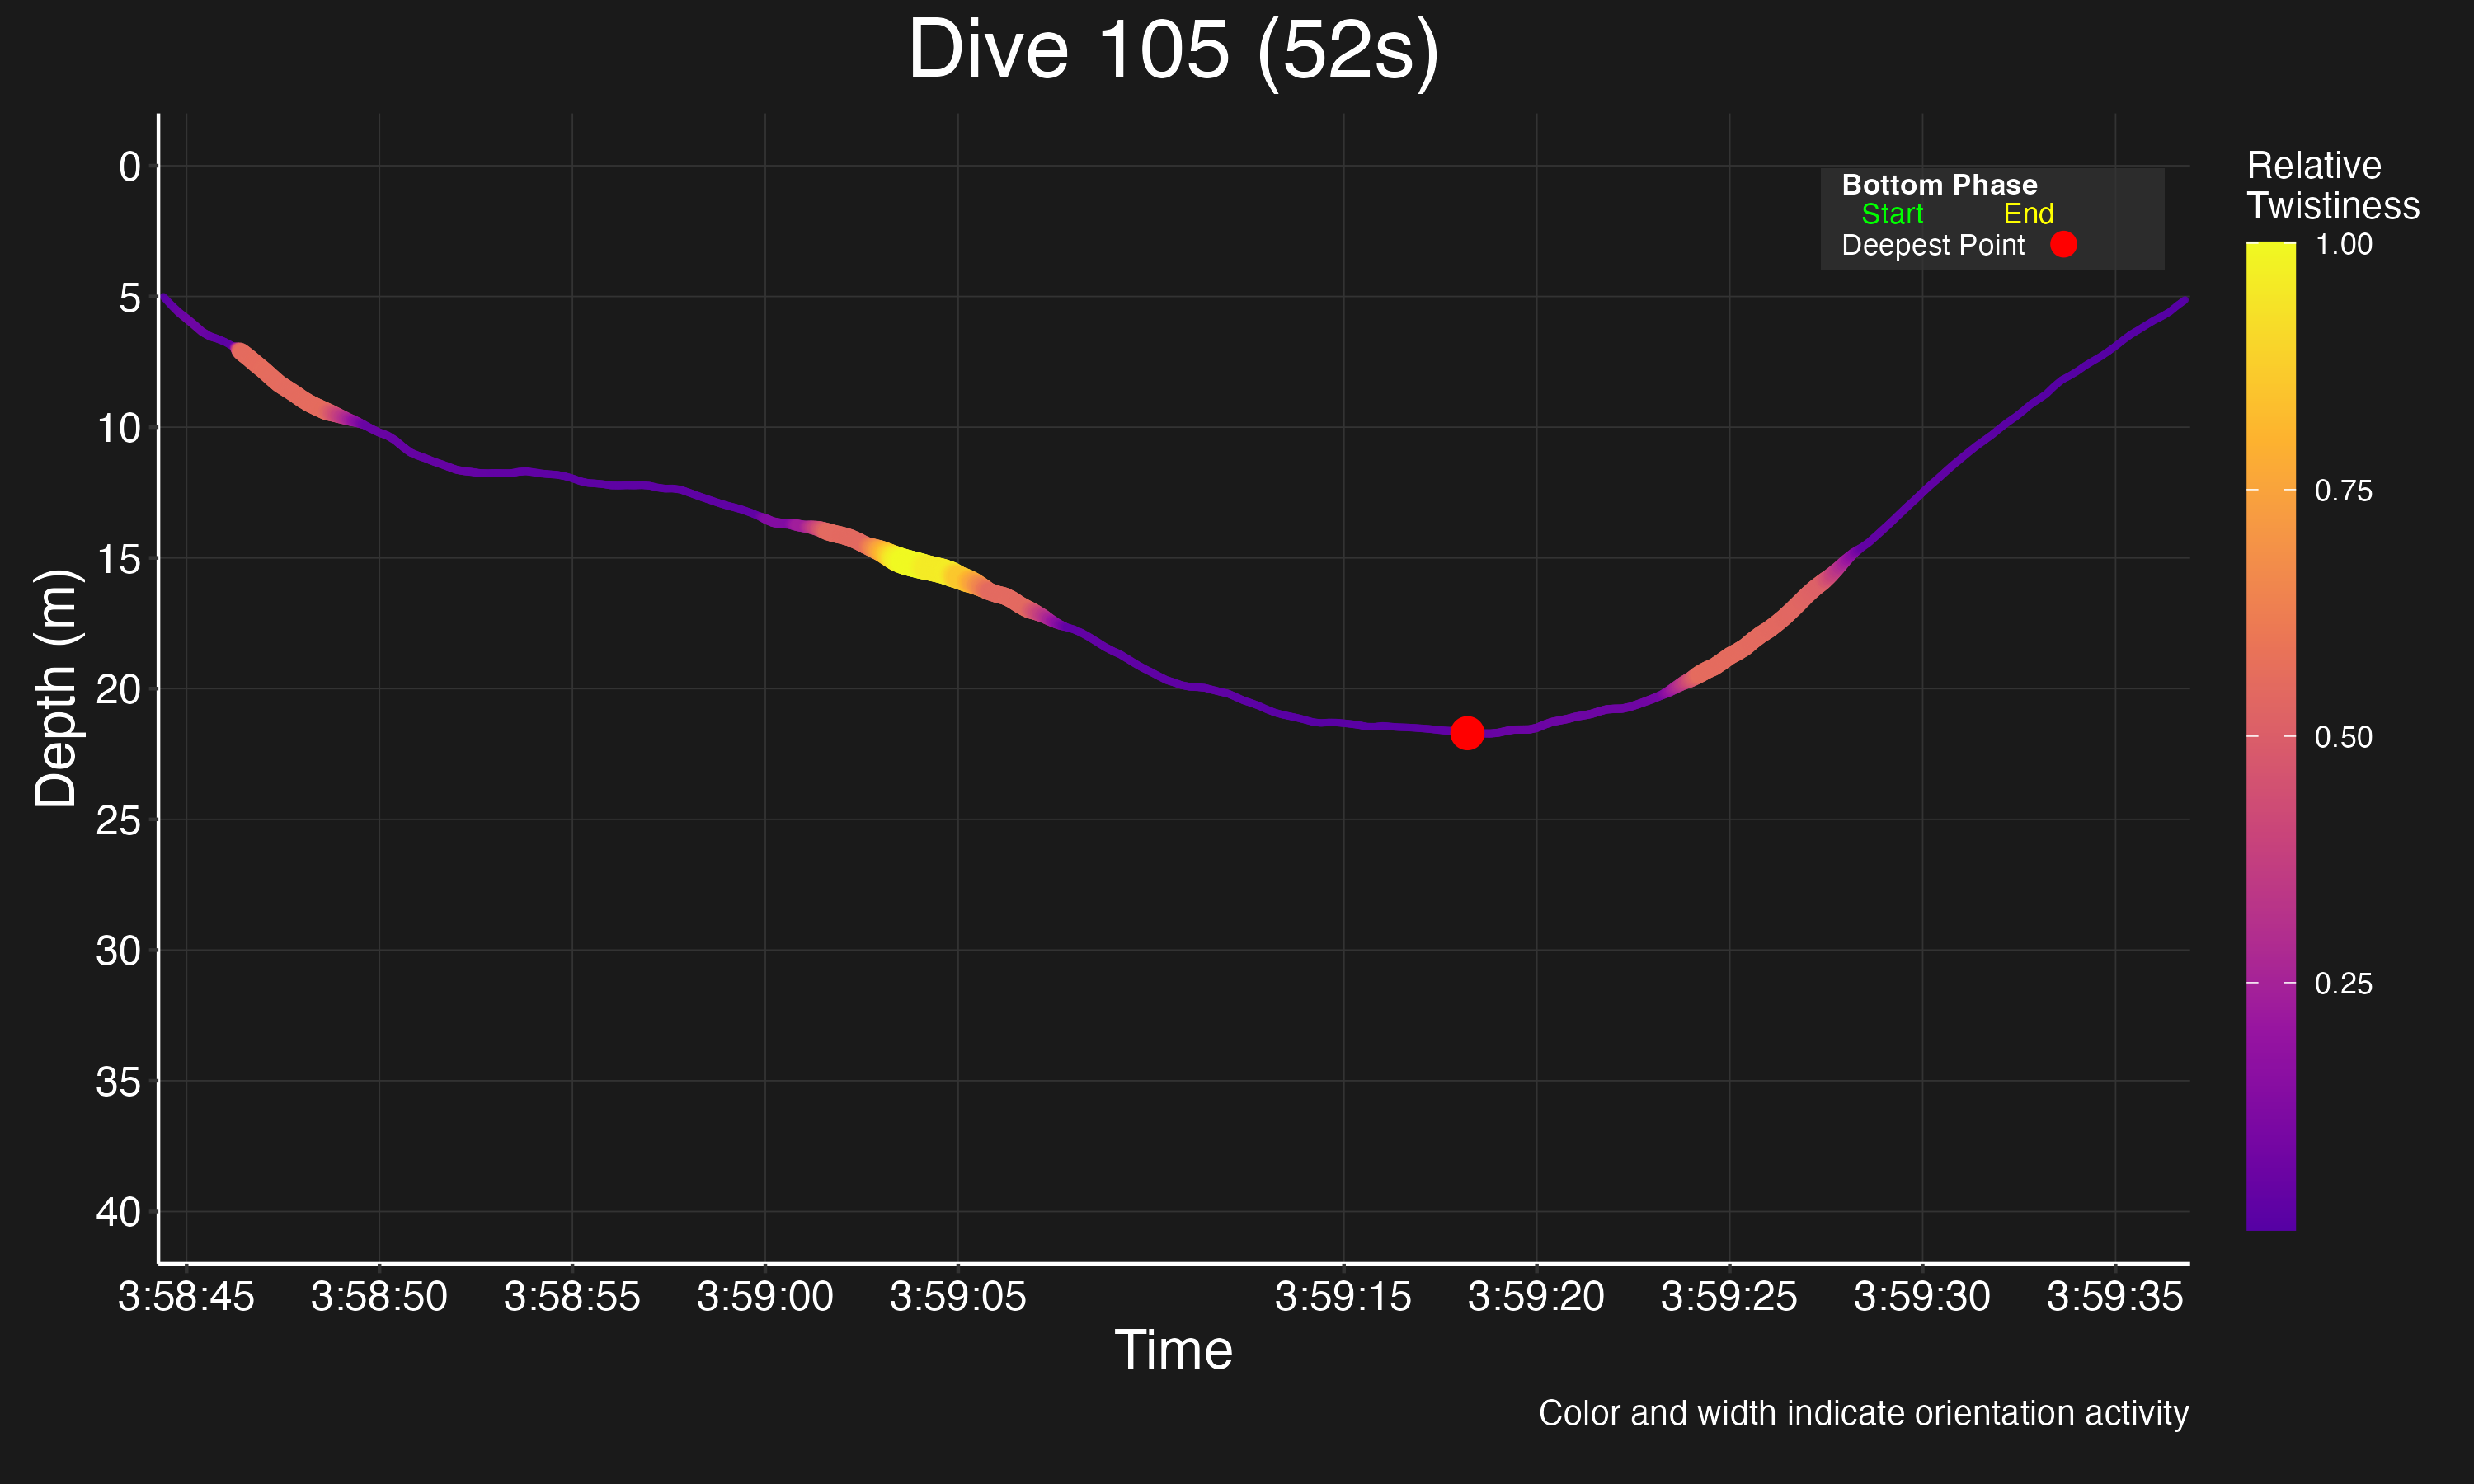 Dive 105 (52s)
Relative
Twistiness
1.00
0.75
0.50
0.25
Bottom Phase
Start End
Deepest Point
Depth (m)
0
5
10
15
20
25
30
35
40
3:58:45 3:58:50 3:58:55 3:59:00 3:59:05 3:59:15 3:59:20 3:59:25 3:59:30 3:59:35
Time
Color and width indicate orientation activity